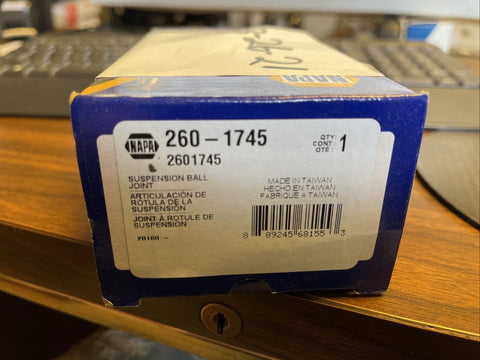 NAPA
NAPA
260-1745
2601745
QTY:
CONT.:
QTÉ:
1
SUSPENSION BALL
JOINT
ARTICULACIÓN DE
RÓTULA DE LA
SUSPENSIÓN
JOINT À ROTULE DE
SUSPENSION
20160 -
MADE IN TAIWAN
HECHO EN TAIWAN
FABRIQUÉ A TAIWAN
8 89245 68155 3